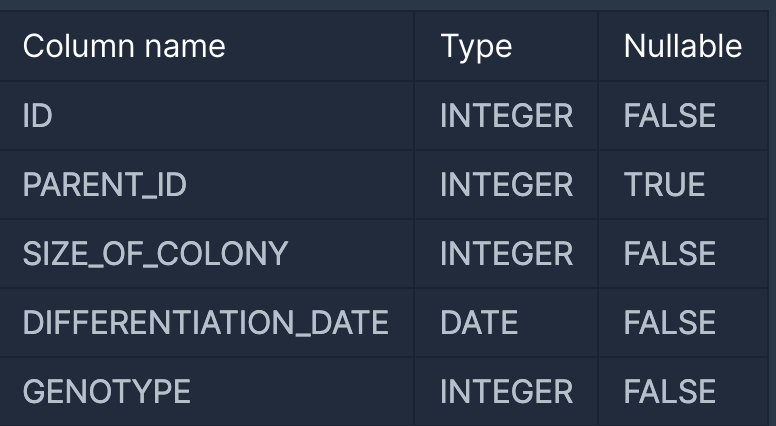 Column name Type Nullable
ID INTEGER FALSE
PARENT_ID INTEGER TRUE
SIZE_OF_COLONY INTEGER FALSE
DIFFERENTIATION_DATE DATE FALSE
GENOTYPE INTEGER FALSE